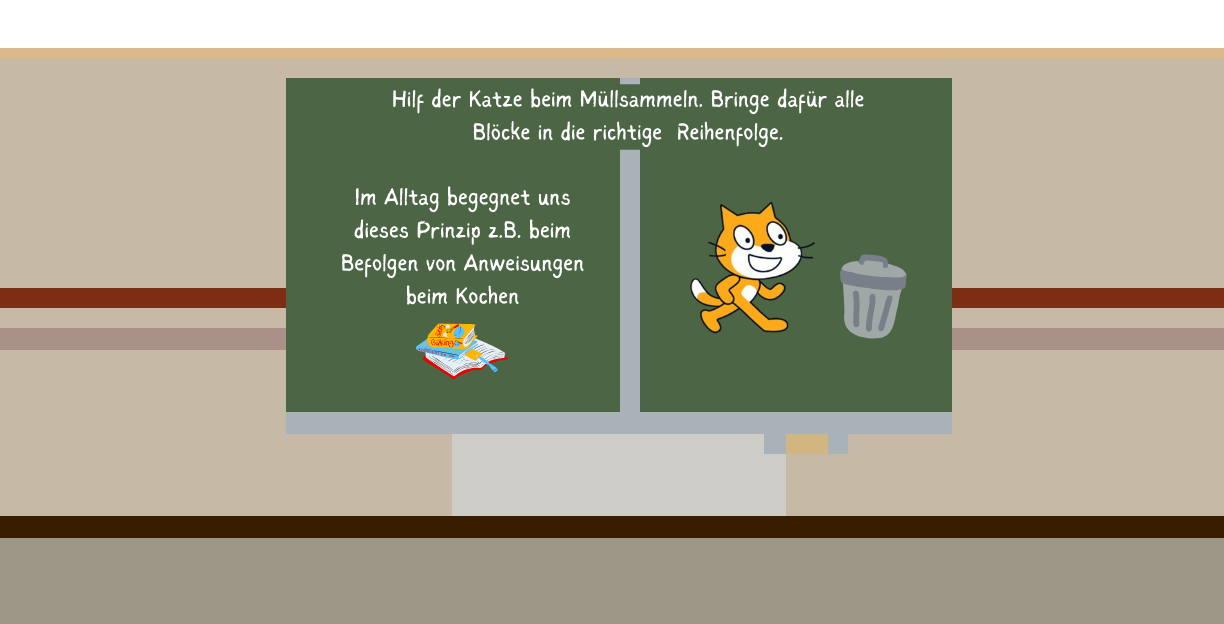 Hilf der Katze beim Müllsammeln. Bringe dafür alle
Blöcke in die richtige Reihenfolge.
Im Alltag begegnet uns
dieses Prinzip z.B. beim
Befolgen von Anweisungen
beim Kochen